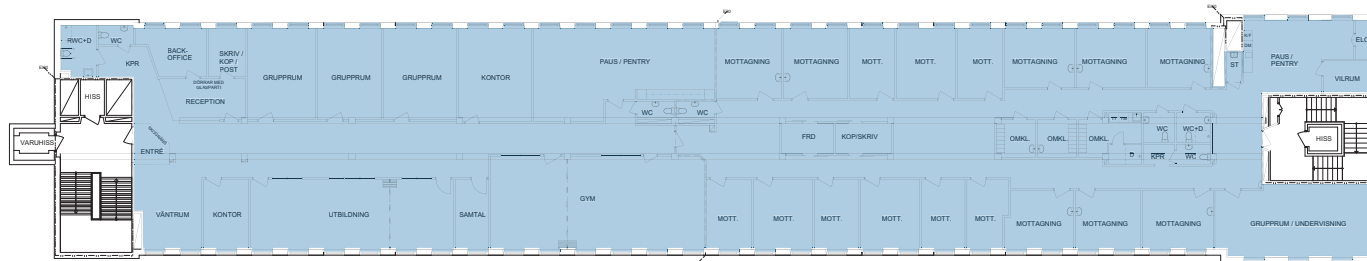 RWC+D
WC
KPR
BACK-
OFFICE
SKRIV /
KOP /
POST
DÖRRAR MED
GLASPARTI
RECEPTION
GRUPPRUM
GRUPPRUM
GRUPPRUM
KONTOR
PAUS / PENTRY
WC
WC
MOTTAGNING
MOTTAGNING
MOTT.
MOTT.
MOTT.
MOTTAGNING
MOTTAGNING
MOTTAGNING
ST
K/F
DM
PAUS /
PENTRY
ELC
VILRUM
HISS
VARUHISS
ENTRÉ
FRD
KOP/SKRIV
OMKL
OMKL
OMKL
WC
WC+D
KPR
WC
HISS
VÄNTRUM
KONTOR
UTBILDNING
SAMTAL
GYM
MOTT.
MOTT.
MOTT.
MOTT.
MOTT.
MOTT.
MOTTAGNING
MOTTAGNING
MOTTAGNING
GRUPPRUM / UNDERVISNING